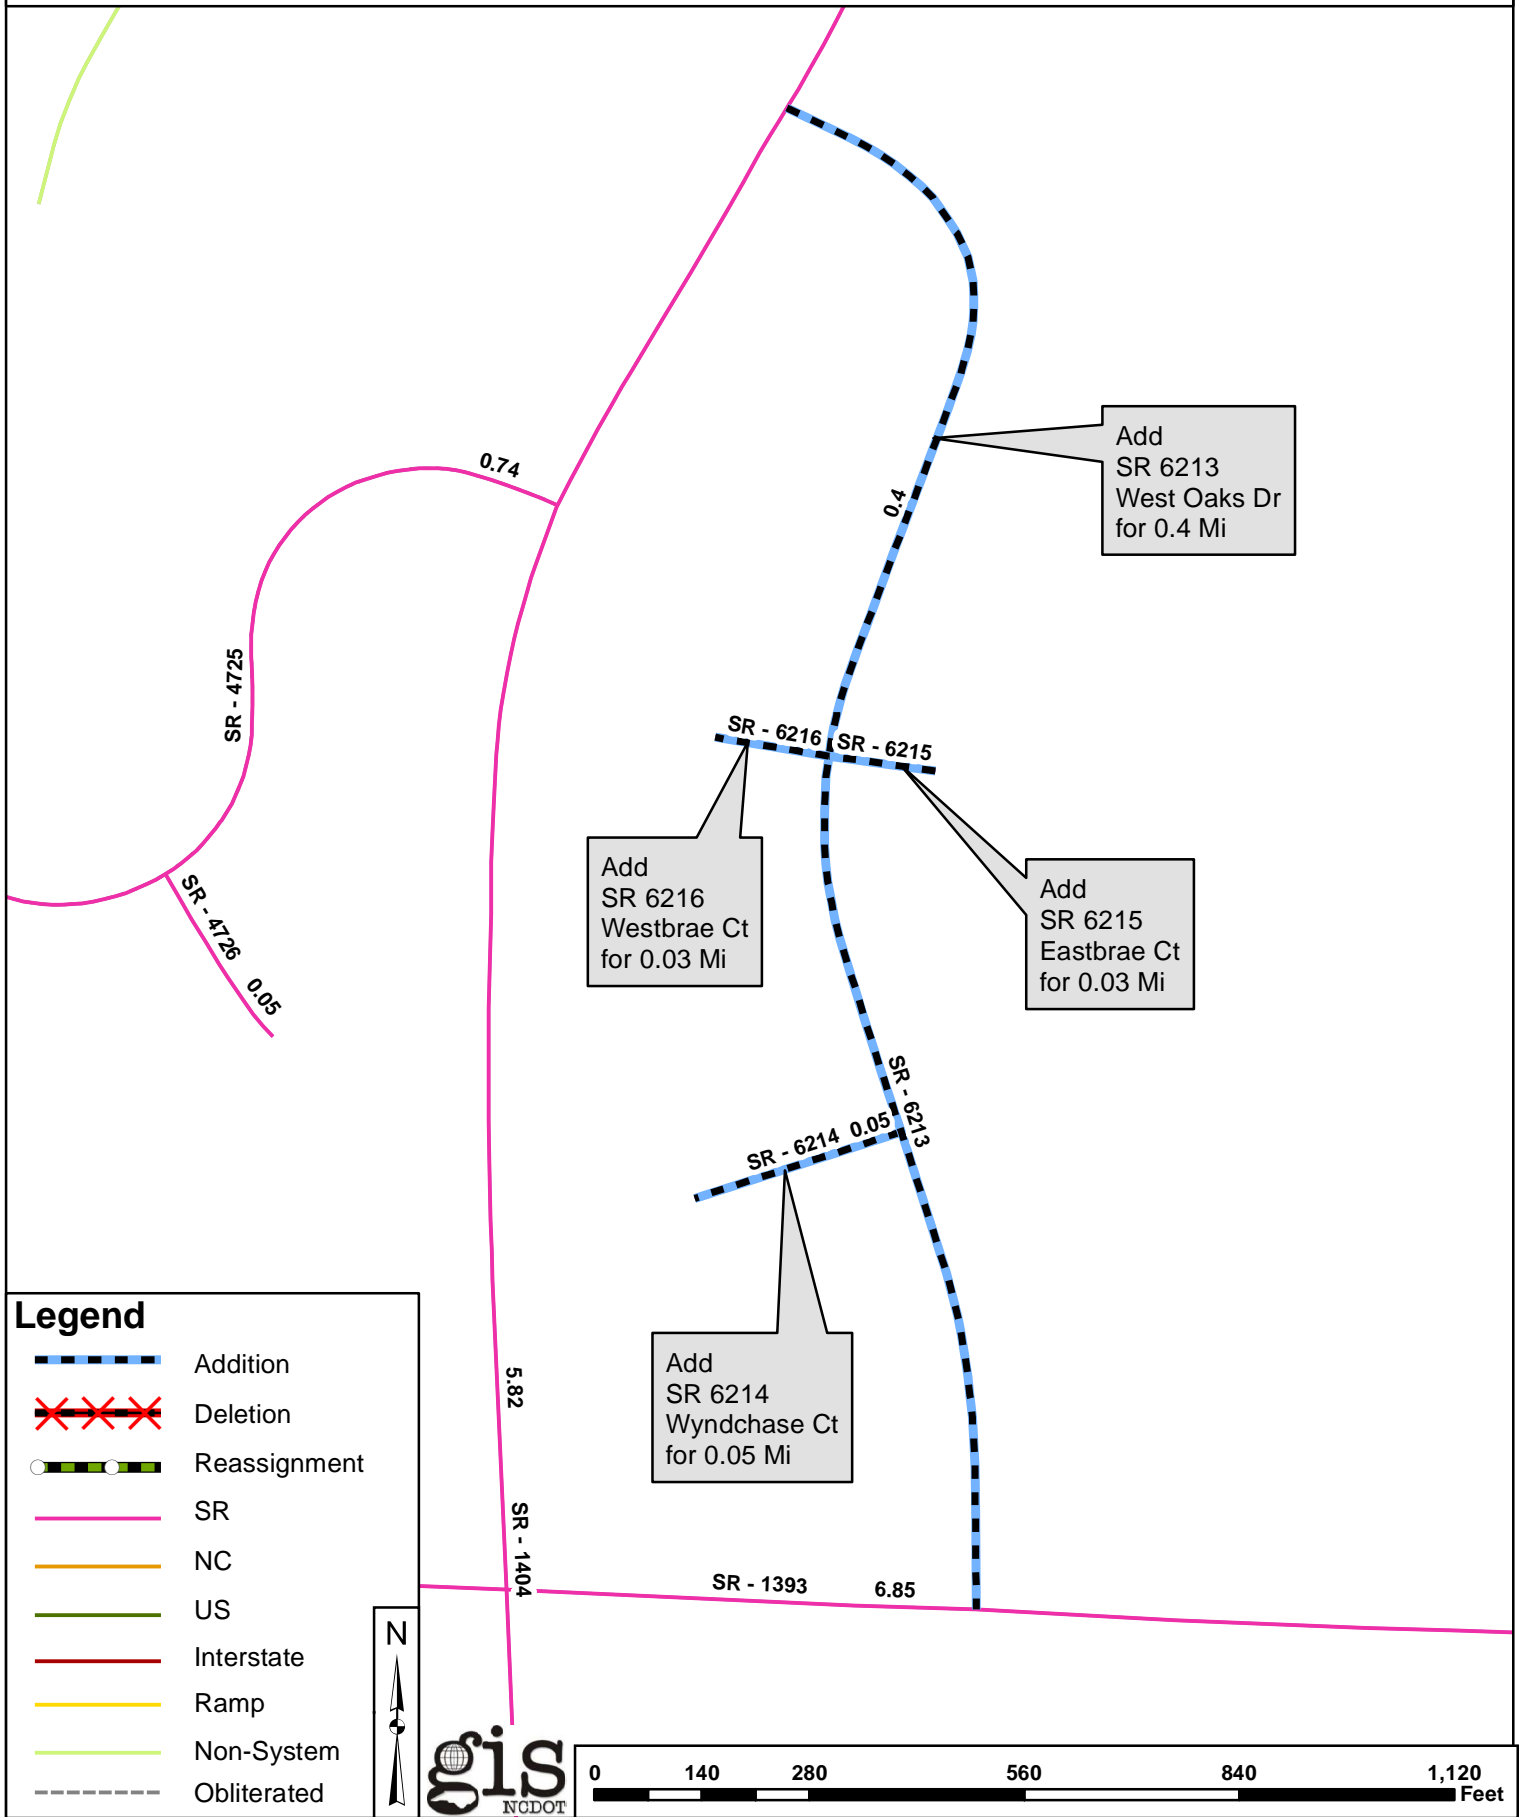 0.74
Add
SR 6213
West Oaks Dr
for 0.4 Mi
0.4
SR - 4725
SR - 6216
SR - 6215
Add
SR 6216
Westbrae Ct
for 0.03 Mi
Add
SR 6215
Eastbrae Ct
for 0.03 Mi
SR - 4726 0.05
SR - 6213
SR - 6214 0.05
Add
SR 6214
Wyndchase Ct
for 0.05 Mi
5.82
SR - 1404
SR - 1393 6.85
Legend
Addition
Deletion
Reassignment
SR
NC
US
Interstate
Ramp
Non-System
Obliterated
N
gis
NCDOT
0 140 280 560 840 1,120
Feet